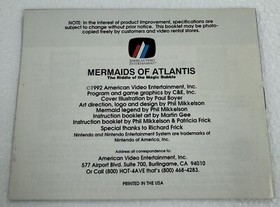 NOTE: In the interest of product improvement, specifications are
subject to change without prior notice. This booklet may be photo-
copied freely by customers and video rental stores.
AMERICAN VIDEO
ENTERTAINMENT
MERMAIDS OF ATLANTIS
The Riddle of the Magic Bubble
©1992 American Video Entertainment, Inc.
Program and game graphics by C&E, Inc.
Cover Illustration by Paul Boyer
Art direction, logo and design by Phil Mikkelson
Mermaid legend by Phil Mikkelson
Instruction booklet art by Martin Gee
Instruction booklet by Phil Mikkelson & Patricia Frick
Special thanks to Richard Frick
Nintendo and Nintendo Entertainment System are trademarks of
Nintendo of America, Inc.
Address all correspondence to:
American Video Entertainment, Inc.
577 Airport Blvd. Suite 700, Burlingame, CA 94010
Or Call (800) HOT-4AVE that's (800) 468-4283.
PRINTED IN THE USA